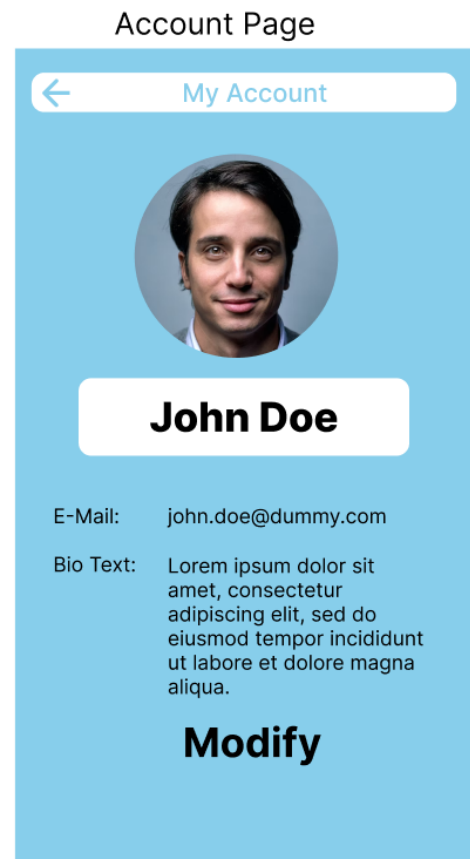 Account Page
My Account
John Doe
E-Mail: john.doe@dummy.com
Bio Text: Lorem ipsum dolor sit
amet, consectetur
adipiscing elit, sed do
eiusmod tempor incididunt
ut labore et dolore magna
aliqua.
Modify